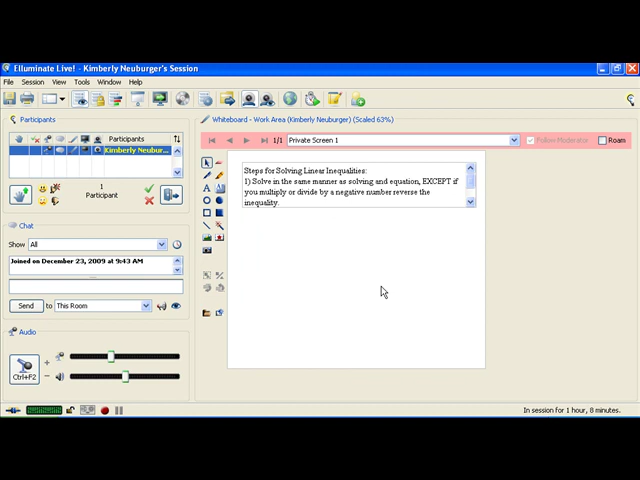 Elluminate Live! - Kimberly Neuburger's Session
File Session View Tools Window Help
Participants
Participants
Kimberly Neubur...
1
Participant
Chat
Show All
Joined on December 23, 2009 at 9:43 AM
Send to This Room
Audio
Ctrl+F2
Whiteboard - Work Area (Kimberly Neuburger) (Scaled 63%)
1/1 Private Screen 1 Follow Moderator Roam
Steps for Solving Linear Inequalities:
1) Solve in the same manner as solving and equation, EXCEPT if
you multiply or divide by a negative number reverse the
inequality.
In session for 1 hour, 8 minutes.